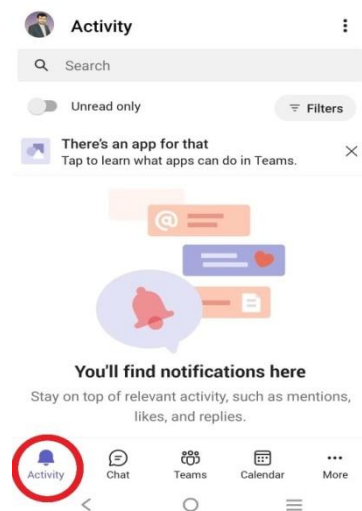 Activity
Search
Unread only
Filters
There's an app for that
Tap to learn what apps can do in Teams.
@
You'll find notifications here
Stay on top of relevant activity, such as mentions,
likes, and replies.
Activity Chat Teams Calendar More